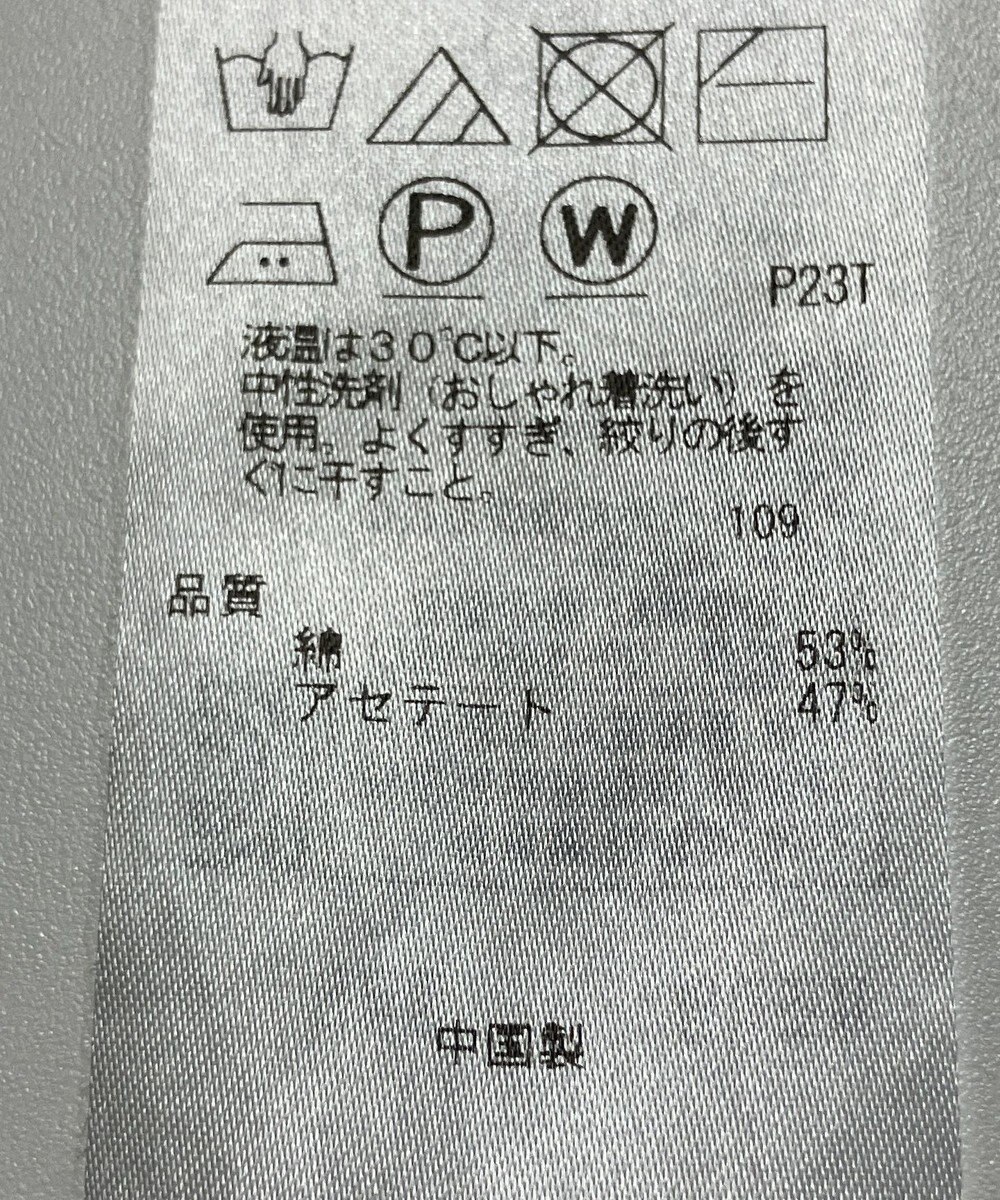 P W
P23T
液温は30℃以下。
中性洗剤（おしゃれ着洗い）を
使用。よくすすぎ、絞りの後す
ぐに干すこと。
109
品質
綿 53%
アセテート 47%
中国製